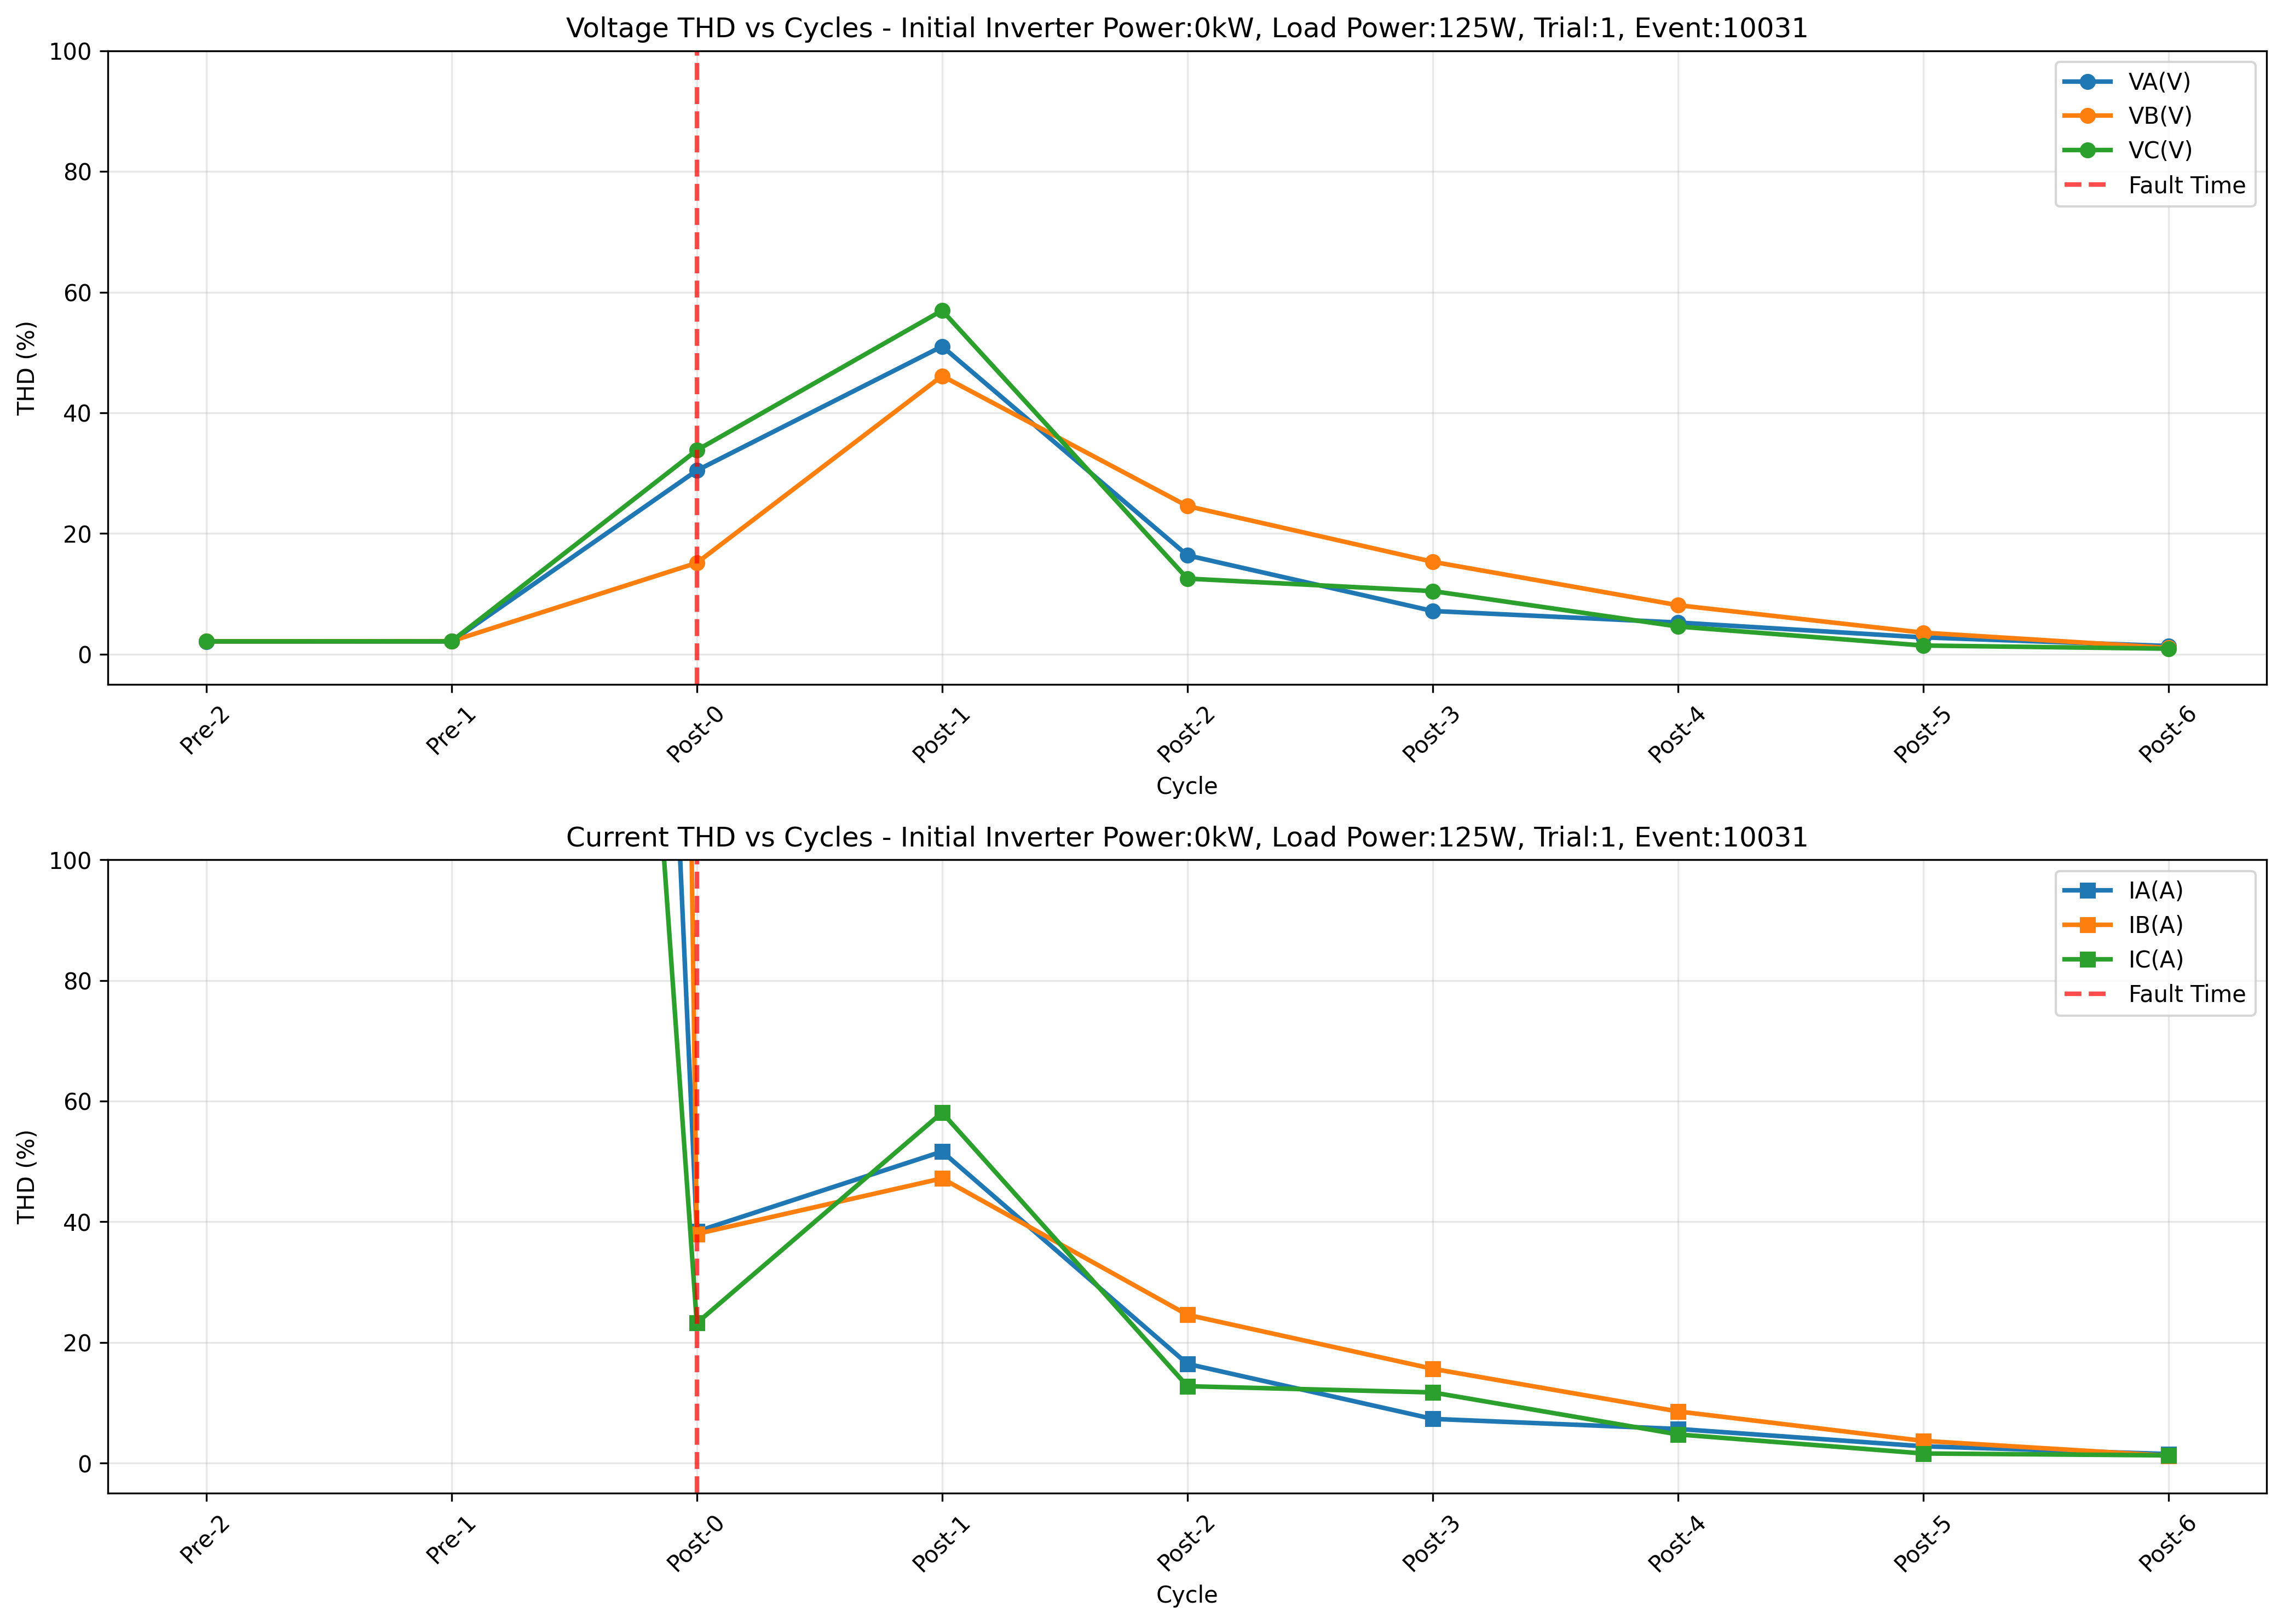 Voltage THD vs Cycles - Initial Inverter Power:0kW, Load Power:125W, Trial:1, Event:10031
100
80
60
40
20
0
THD (%)
VA(V)
VB(V)
VC(V)
Fault Time
Pre-2
Pre-1
Post-0
Post-1
Post-2
Post-3
Post-4
Post-5
Post-6
Cycle
Current THD vs Cycles - Initial Inverter Power:0kW, Load Power:125W, Trial:1, Event:10031
100
80
60
40
20
0
THD (%)
IA(A)
IB(A)
IC(A)
Fault Time
Pre-2
Pre-1
Post-0
Post-1
Post-2
Post-3
Post-4
Post-5
Post-6
Cycle